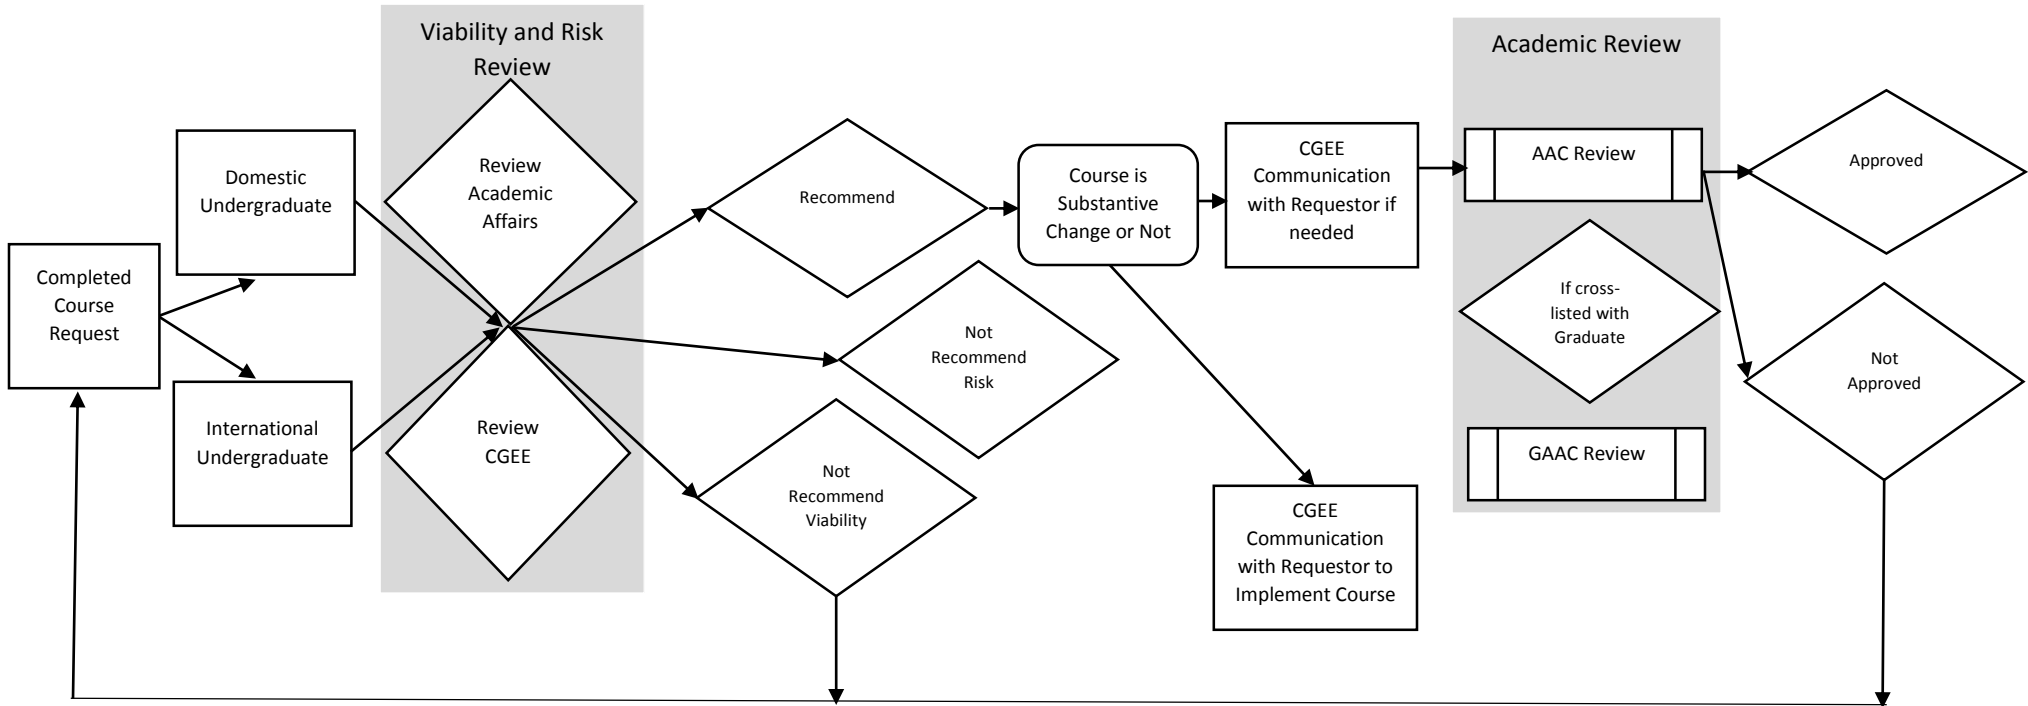 Viability and Risk
Review
Academic Review
Completed
Course
Request
Domestic
Undergraduate
International
Undergraduate
Review
Academic
Affairs
Review
CGEE
Recommend
Not
Recommend
Risk
Not
Recommend
Viability
Course is
Substantive
Change or Not
CGEE
Communication
with Requestor if
needed
CGEE
Communication
with Requestor to
Implement Course
AAC Review
If cross-
listed with
Graduate
GAAC Review
Approved
Not
Approved